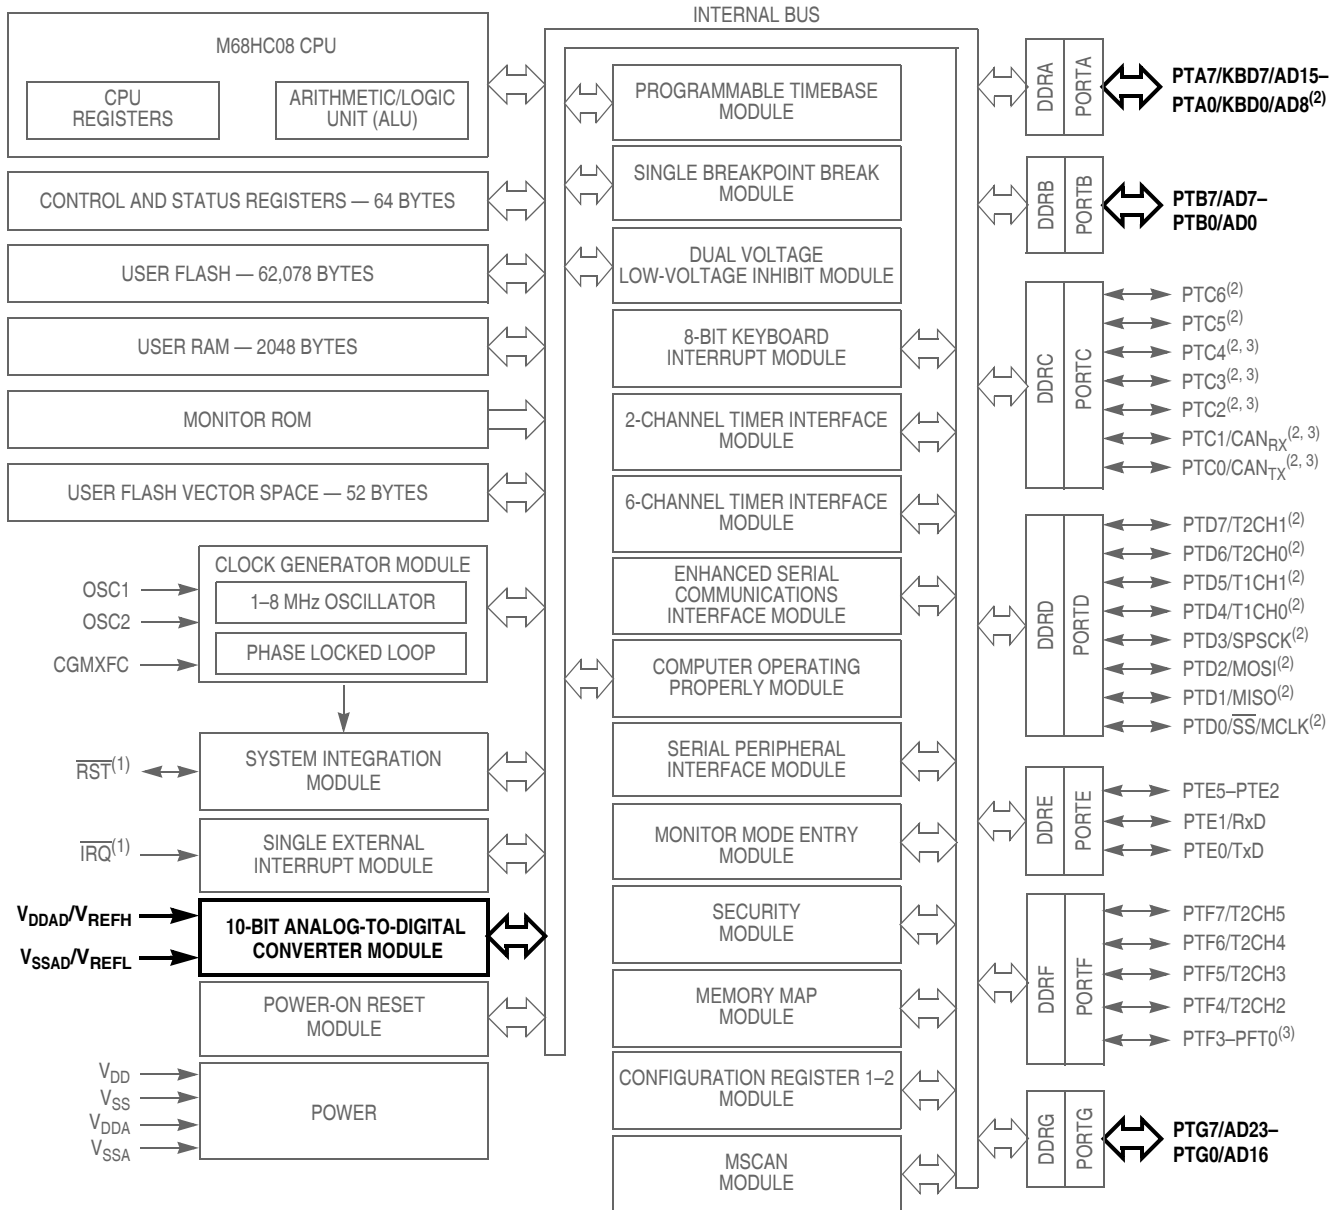 INTERNAL BUS
M68HC08 CPU
CPU
REGISTERS
ARITHMETIC/LOGIC
UNIT (ALU)
CONTROL AND STATUS REGISTERS — 64 BYTES
USER FLASH — 62,078 BYTES
USER RAM — 2048 BYTES
MONITOR ROM
USER FLASH VECTOR SPACE — 52 BYTES
OSC1
OSC2
CGMXFC
CLOCK GENERATOR MODULE
1–8 MHz OSCILLATOR
PHASE LOCKED LOOP
RST(1)
SYSTEM INTEGRATION
MODULE
IRQ(1)
SINGLE EXTERNAL
INTERRUPT MODULE
VDDAD/VREFH
VSSAD/VREFL
10-BIT ANALOG-TO-DIGITAL
CONVERTER MODULE
POWER-ON RESET
MODULE
VDD
VSS
VDDA
VSSA
POWER
PROGRAMMABLE TIMEBASE
MODULE
SINGLE BREAKPOINT BREAK
MODULE
DUAL VOLTAGE
LOW-VOLTAGE INHIBIT MODULE
8-BIT KEYBOARD
INTERRUPT MODULE
2-CHANNEL TIMER INTERFACE
MODULE
6-CHANNEL TIMER INTERFACE
MODULE
ENHANCED SERIAL
COMMUNICATIONS
INTERFACE MODULE
COMPUTER OPERATING
PROPERLY MODULE
SERIAL PERIPHERAL
INTERFACE MODULE
MONITOR MODE ENTRY
MODULE
SECURITY
MODULE
MEMORY MAP
MODULE
CONFIGURATION REGISTER 1–2
MODULE
MSCAN
MODULE
DDRA
PORTA
PTA7/KBD7/AD15–
PTA0/KBD0/AD8(2)
DDRB
PORTB
PTB7/AD7–
PTB0/AD0
DDRC
PORTC
PTC6(2)
PTC5(2)
PTC4(2, 3)
PTC3(2, 3)
PTC2(2, 3)
PTC1/CANRX(2, 3)
PTC0/CANTX(2, 3)
DDRD
PORTD
PTD7/T2CH1(2)
PTD6/T2CH0(2)
PTD5/T1CH1(2)
PTD4/T1CH0(2)
PTD3/SPSCK(2)
PTD2/MOSI(2)
PTD1/MISO(2)
PTD0/SS/MCLK(2)
DDRE
PORTE
PTE5–PTE2
PTE1/RxD
PTE0/TxD
DDRF
PORTF
PTF7/T2CH5
PTF6/T2CH4
PTF5/T2CH3
PTF4/T2CH2
PTF3–PFT0(3)
DDRG
PORTG
PTG7/AD23–
PTG0/AD16